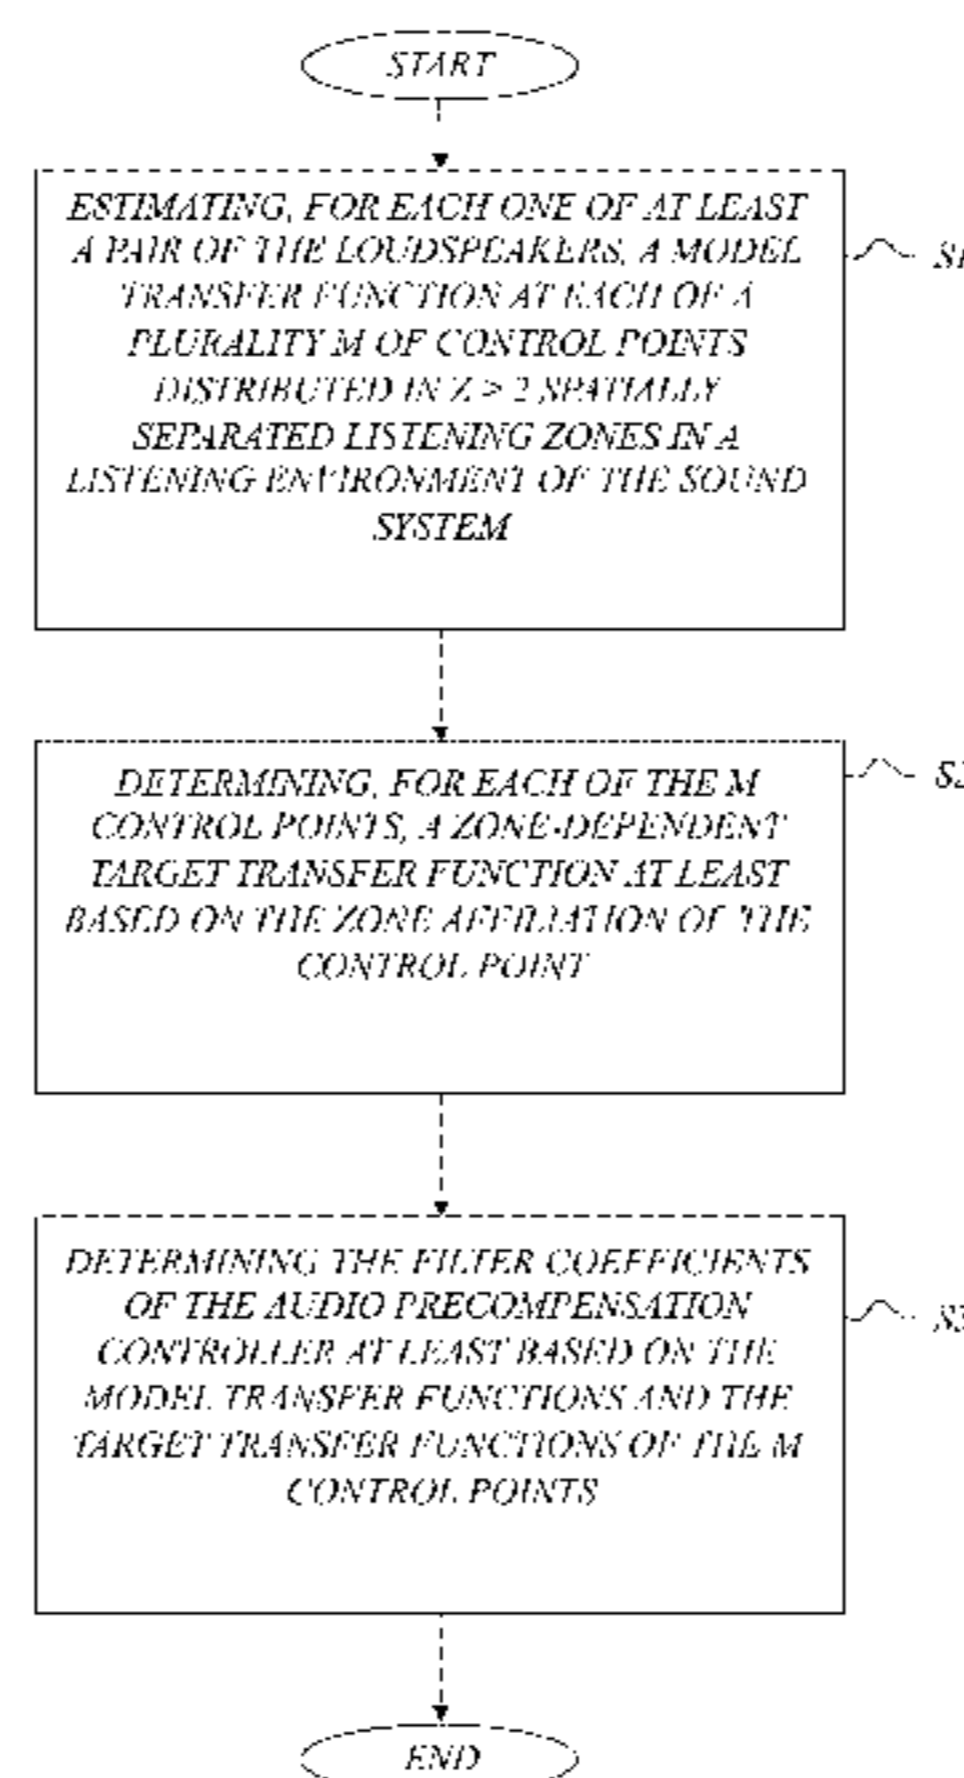 START
ESTIMATING, FOR EACH ONE OF AT LEAST
A PAIR OF THE LOUDSPEAKERS, A MODEL
TRANSFER FUNCTION AT EACH OF A
PLURALITY M OF CONTROL POINTS
DISTRIBUTED IN Z > 2 SPATIALLY
SEPARATED LISTENING ZONES IN A
LISTENING ENVIRONMENT OF THE SOUND
SYSTEM
S1
DETERMINING, FOR EACH OF THE M
CONTROL POINTS, A ZONE-DEPENDENT
TARGET TRANSFER FUNCTION AT LEAST
BASED ON THE ZONE AFFILIATION OF THE
CONTROL POINT
S2
DETERMINING THE FILTER COEFFICIENTS
OF THE AUDIO PRECOMPENSATION
CONTROLLER AT LEAST BASED ON THE
MODEL TRANSFER FUNCTIONS AND THE
TARGET TRANSFER FUNCTIONS OF THE M
CONTROL POINTS
S3
END